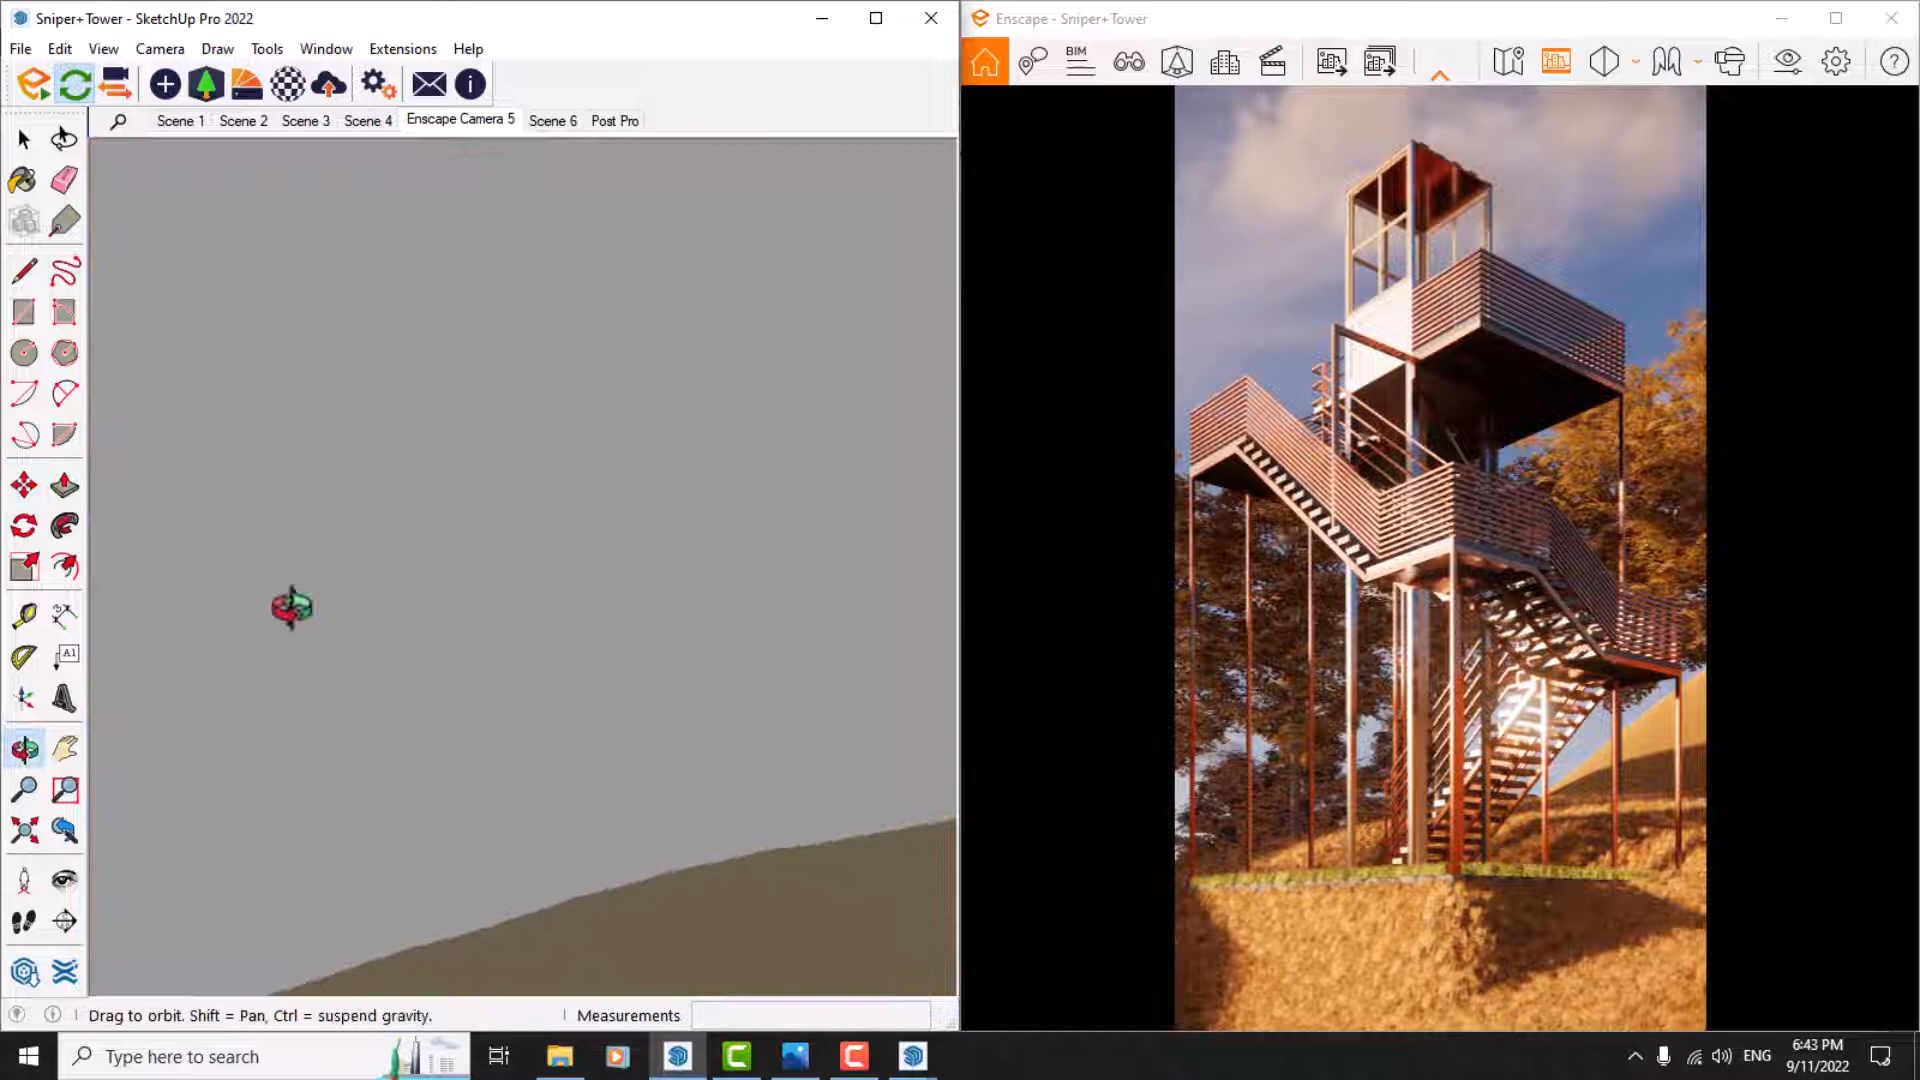 Sniper+Tower - SketchUp Pro 2022
Enscape - Sniper+Tower
File Edit View Camera Draw Tools Window Extensions Help
BIM
Scene 1 Scene 2 Scene 3 Scene 4 Enscape Camera 5 Scene 6 Post Pro
A1
Drag to orbit. Shift = Pan, Ctrl = suspend gravity.
Measurements
Type here to search
ENG
6:43 PM
9/11/2022